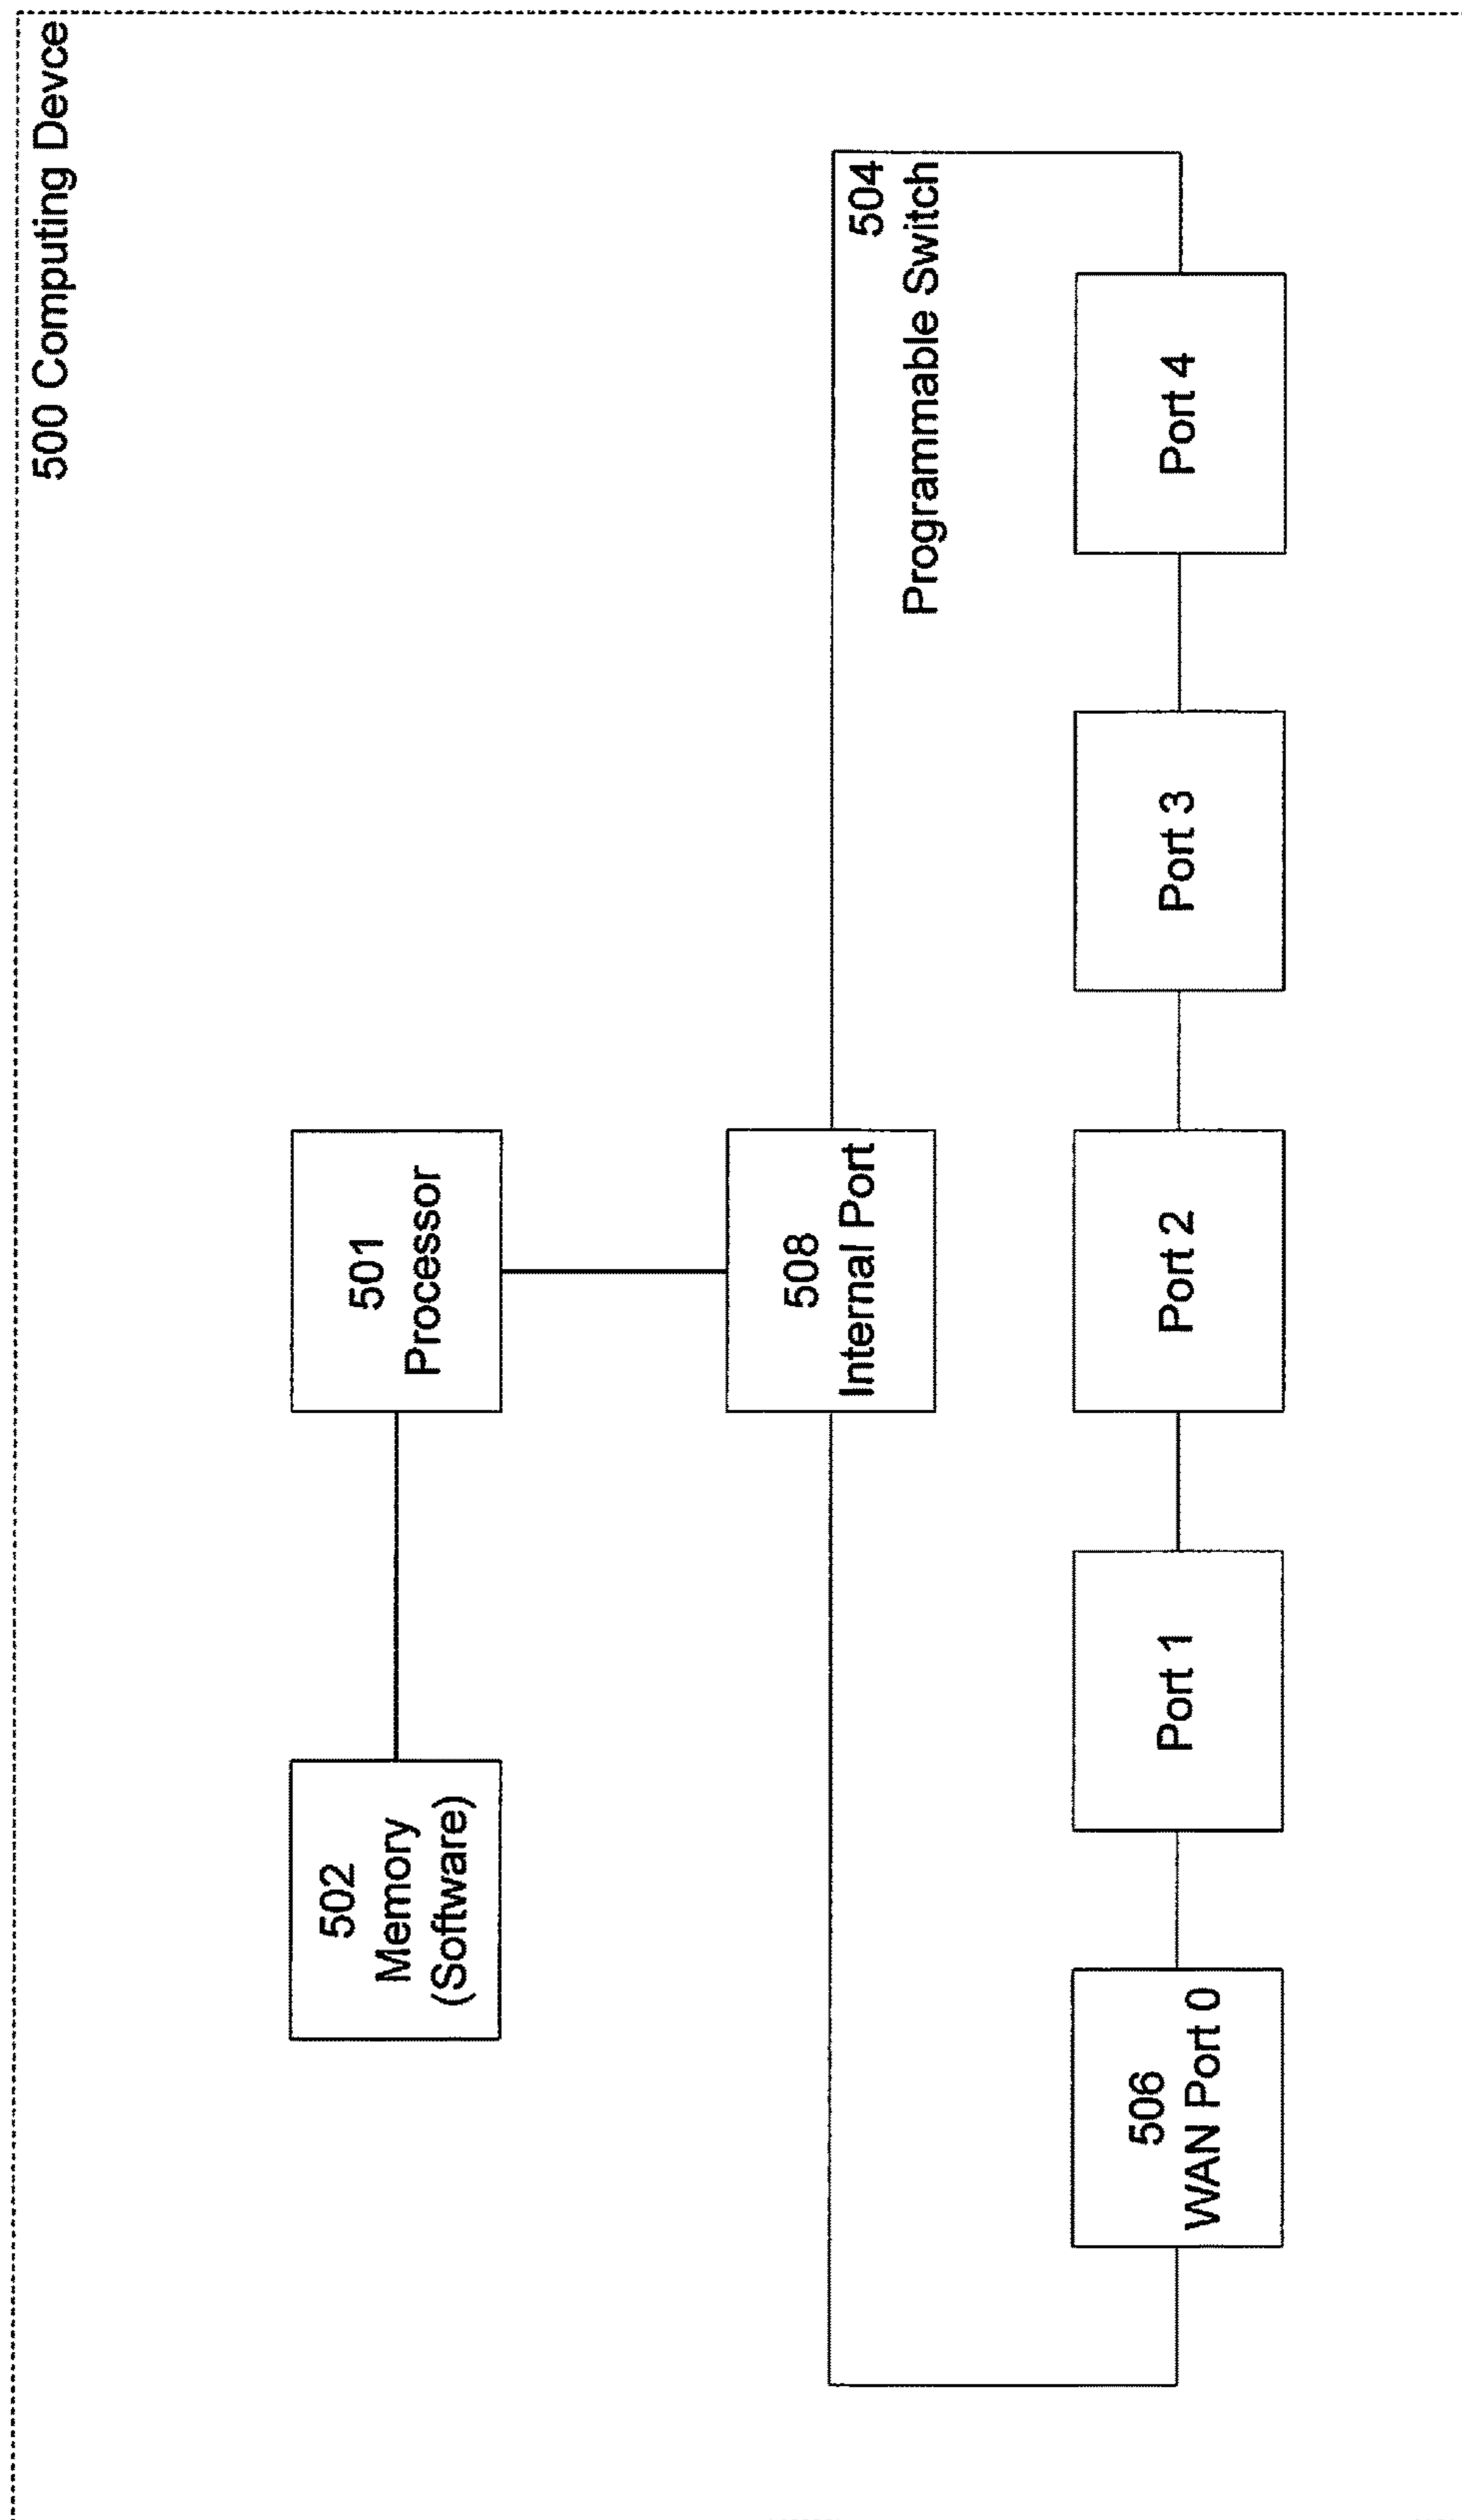 500 Computing Devce
502
Memory
(Software)
501
Processor
508
Internal Port
504
Programmable Switch
506
WAN Port 0
Port 1
Port 2
Port 3
Port 4